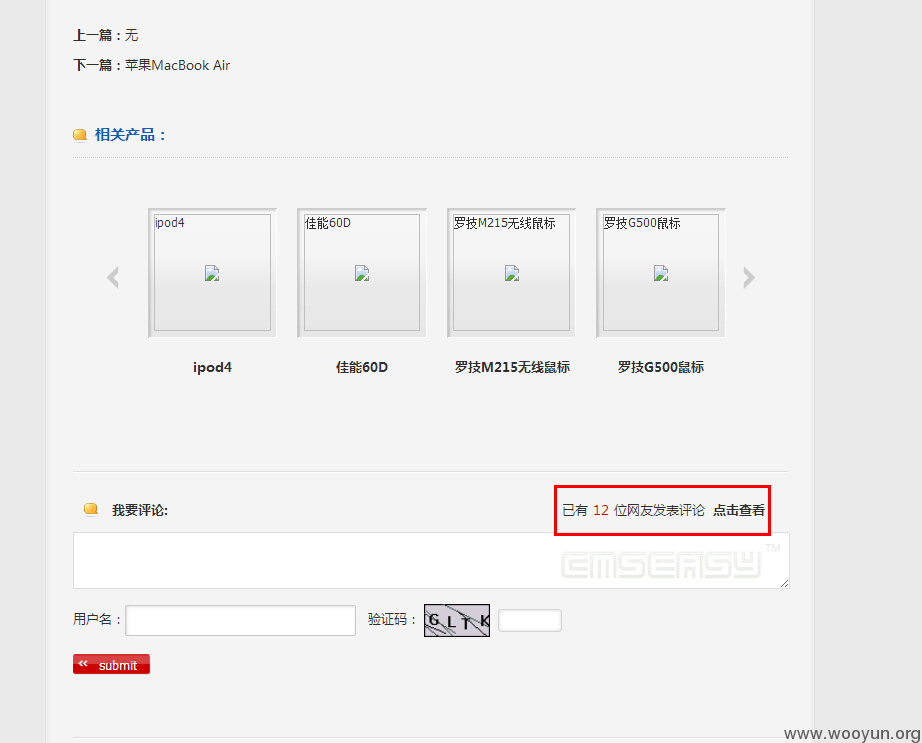 上一篇：无
下一篇：苹果MacBook Air
相关产品：
ipod4 佳能60D 罗技M215无线鼠标 罗技G500鼠标
ipod4 佳能60D 罗技M215无线鼠标 罗技G500鼠标
我要评论: 已有 12 位网友发表评论 点击查看
CMSEASY TM
用户名： 验证码： GLTK
submit
www.wooyun.org